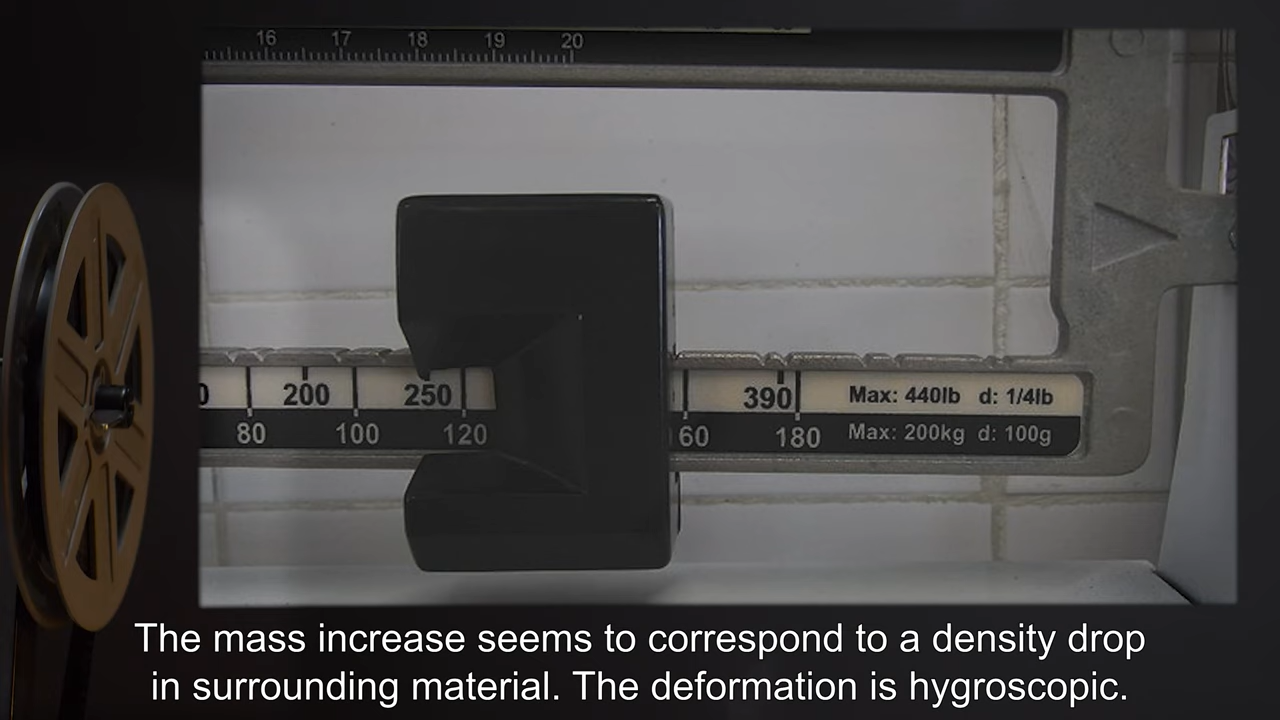 16 17 18 19 20
200 250 390 Max: 440lb d: 1/4lb
80 100 120 60 180 Max: 200kg d: 100g
The mass increase seems to correspond to a density drop
in surrounding material. The deformation is hygroscopic.